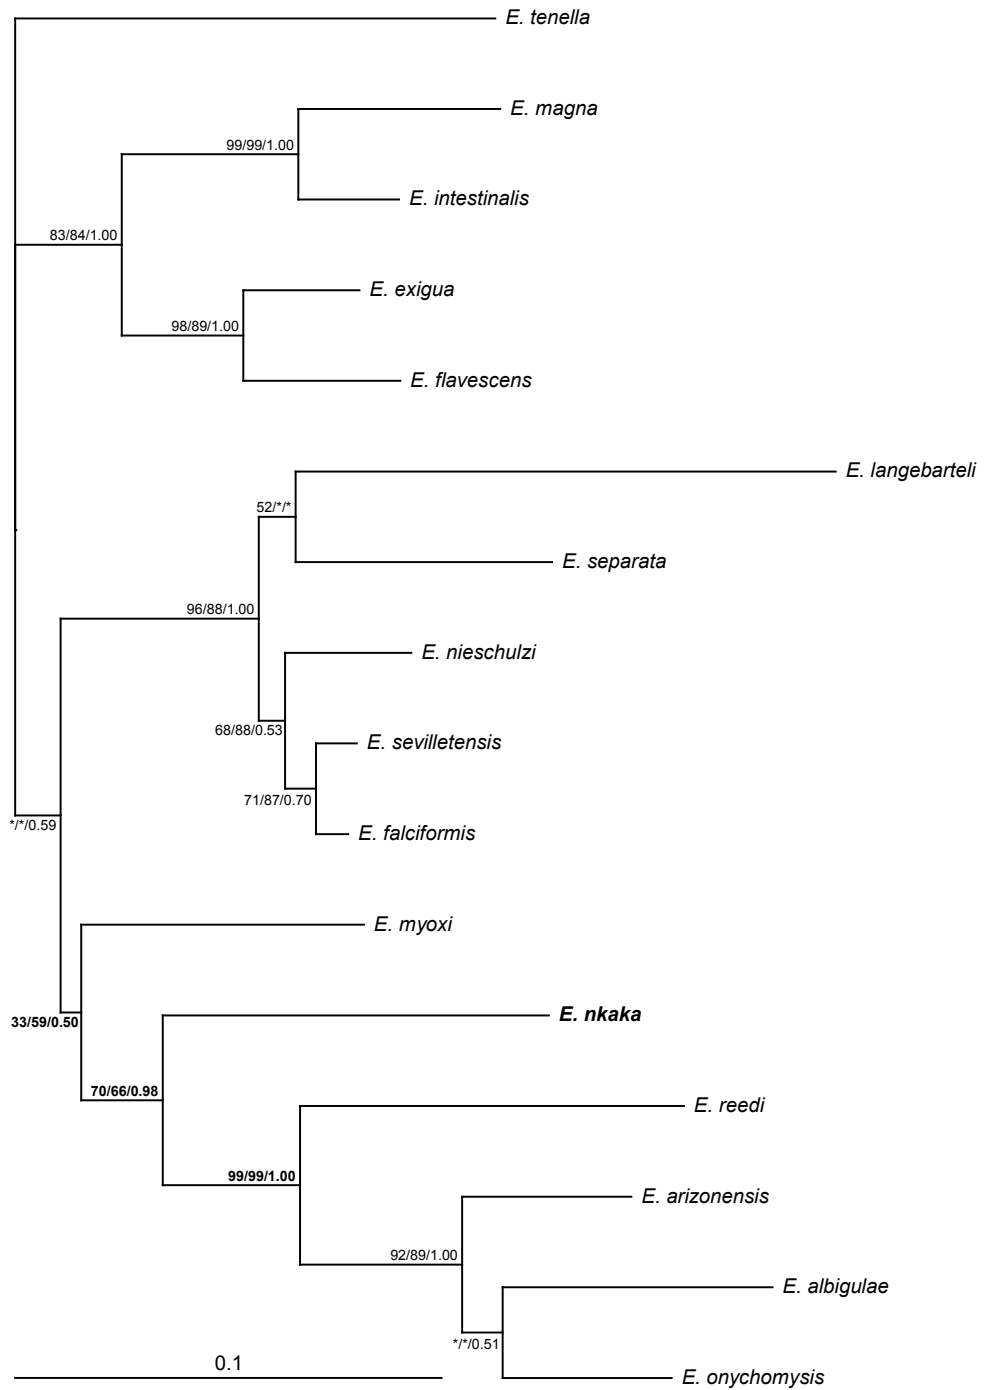 E. tenella
E. magna
99/99/1.00
E. intestinalis
83/84/1.00
E. exigua
98/89/1.00
E. flavescens
E. langebarteli
52/*/*
E. separata
96/88/1.00
E. nieschulzi
68/88/0.53
E. sevilletensis
71/87/0.70
*/*/0.59
E. falciformis
E. myoxi
E. nkaka
33/59/0.50
70/66/0.98
E. reedi
99/99/1.00
E. arizonensis
92/89/1.00
E. albigulae
*/*/0.51
0.1
E. onychomysis